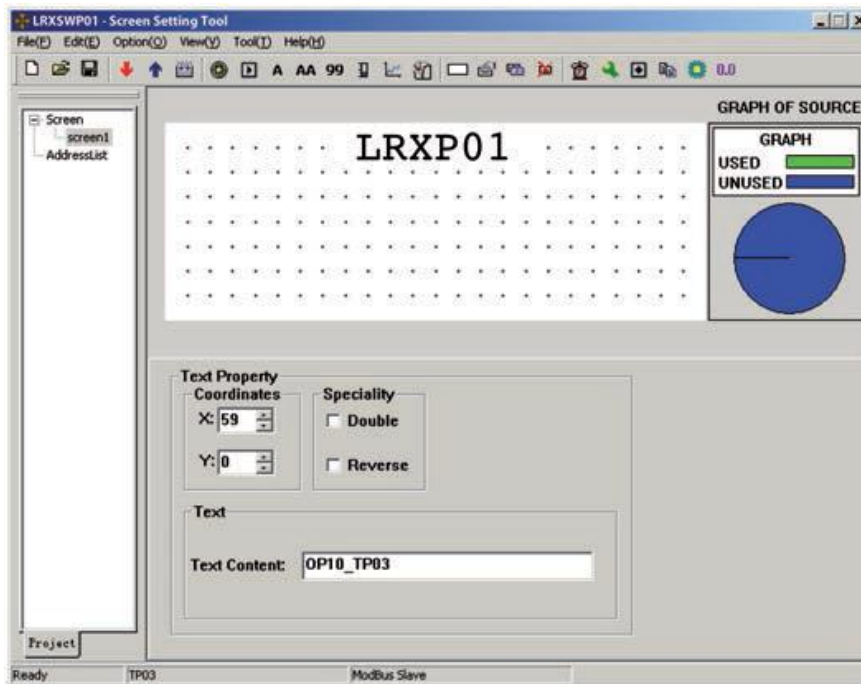 LRXSWP01 - Screen Setting Tool
File(F) Edit(E) Option(O) View(V) Tool(T) Help(H)
A AA 99 0.0
Screen
screen1
AddressList
Project
LRXP01
GRAPH OF SOURCE
GRAPH
USED
UNUSED
Text Property
Coordinates
X: 59
Y: 0
Speciality
Double
Reverse
Text
Text Content: OP10_TP03
Ready TP03 ModBus Slave